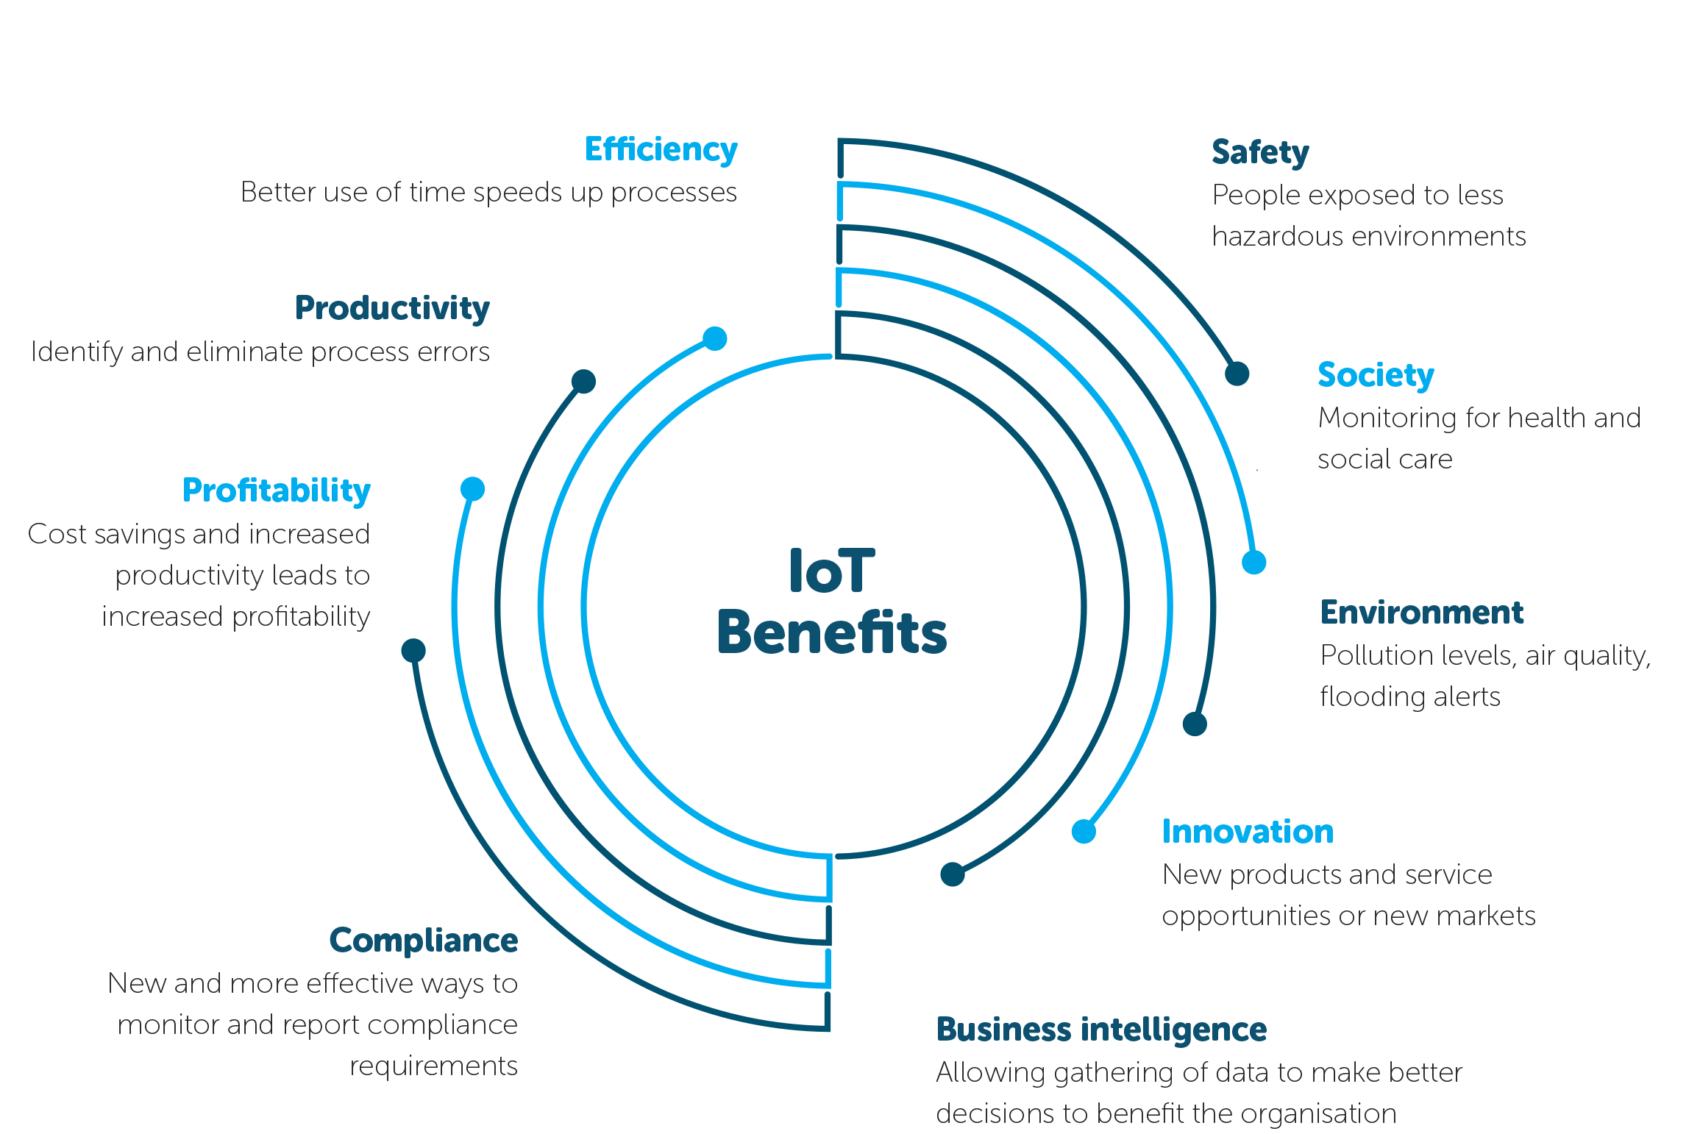 Efficiency
Better use of time speeds up processes
Productivity
Identify and eliminate process errors
Profitability
Cost savings and increased
productivity leads to
increased profitability
Compliance
New and more effective ways to
monitor and report compliance
requirements
IoT
Benefits
Safety
People exposed to less
hazardous environments
Society
Monitoring for health and
social care
Environment
Pollution levels, air quality,
flooding alerts
Innovation
New products and service
opportunities or new markets
Business intelligence
Allowing gathering of data to make better
decisions to benefit the organisation